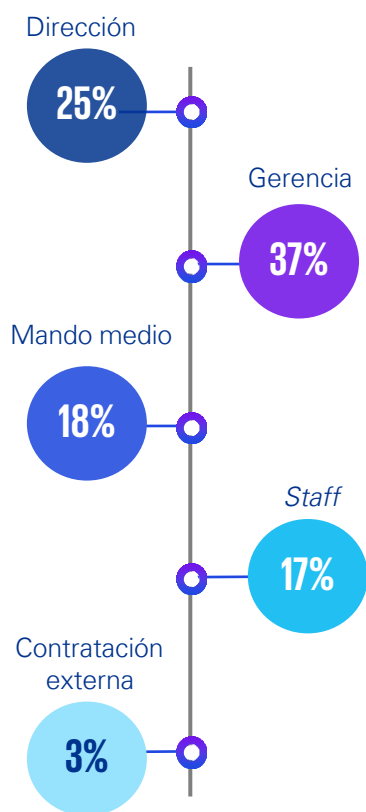 Dirección
25%
Gerencia
37%
Mando medio
18%
Staff
17%
Contratación
externa
3%